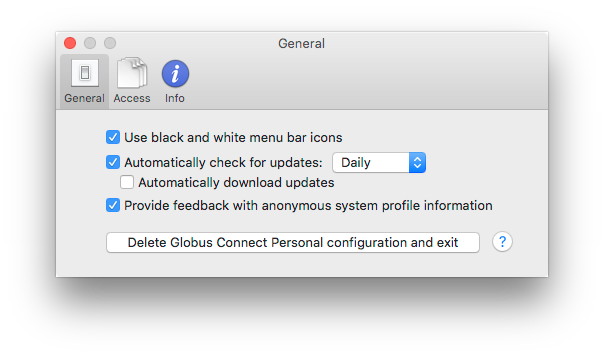 General
General Access Info
Use black and white menu bar icons
Automatically check for updates: Daily
Automatically download updates
Provide feedback with anonymous system profile information
Delete Globus Connect Personal configuration and exit ?